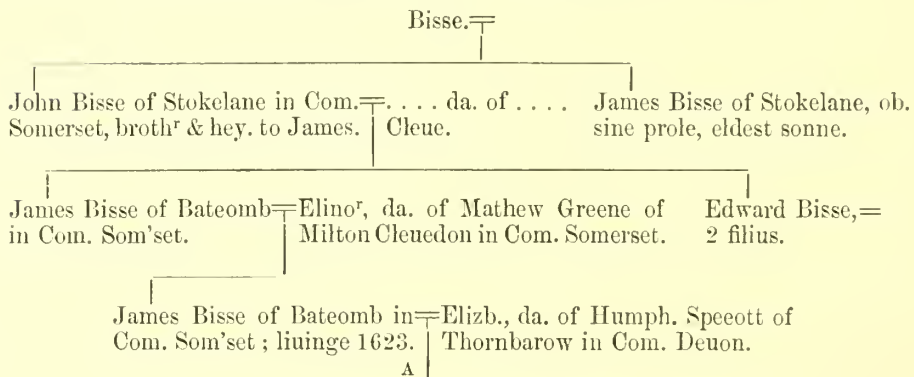 Bisse.
John Bisse of Stokelane in Com. . . . . da. of . . . . James Bisse of Stokelane, ob.
Somerset, broth^r & hey. to James. Cleue. sine prole, eldest sonne.
James Bisse of Bateomb Elino^r, da. of Mathew Greene of Edward Bisse,
in Com. Som'set. Milton Cleuedon in Com. Somerset. 2 filius.
James Bisse of Bateomb in Elizb., da. of Humph. Speeott of
Com. Som'set ; liuinge 1623. Thornbarow in Com. Deuon.
A